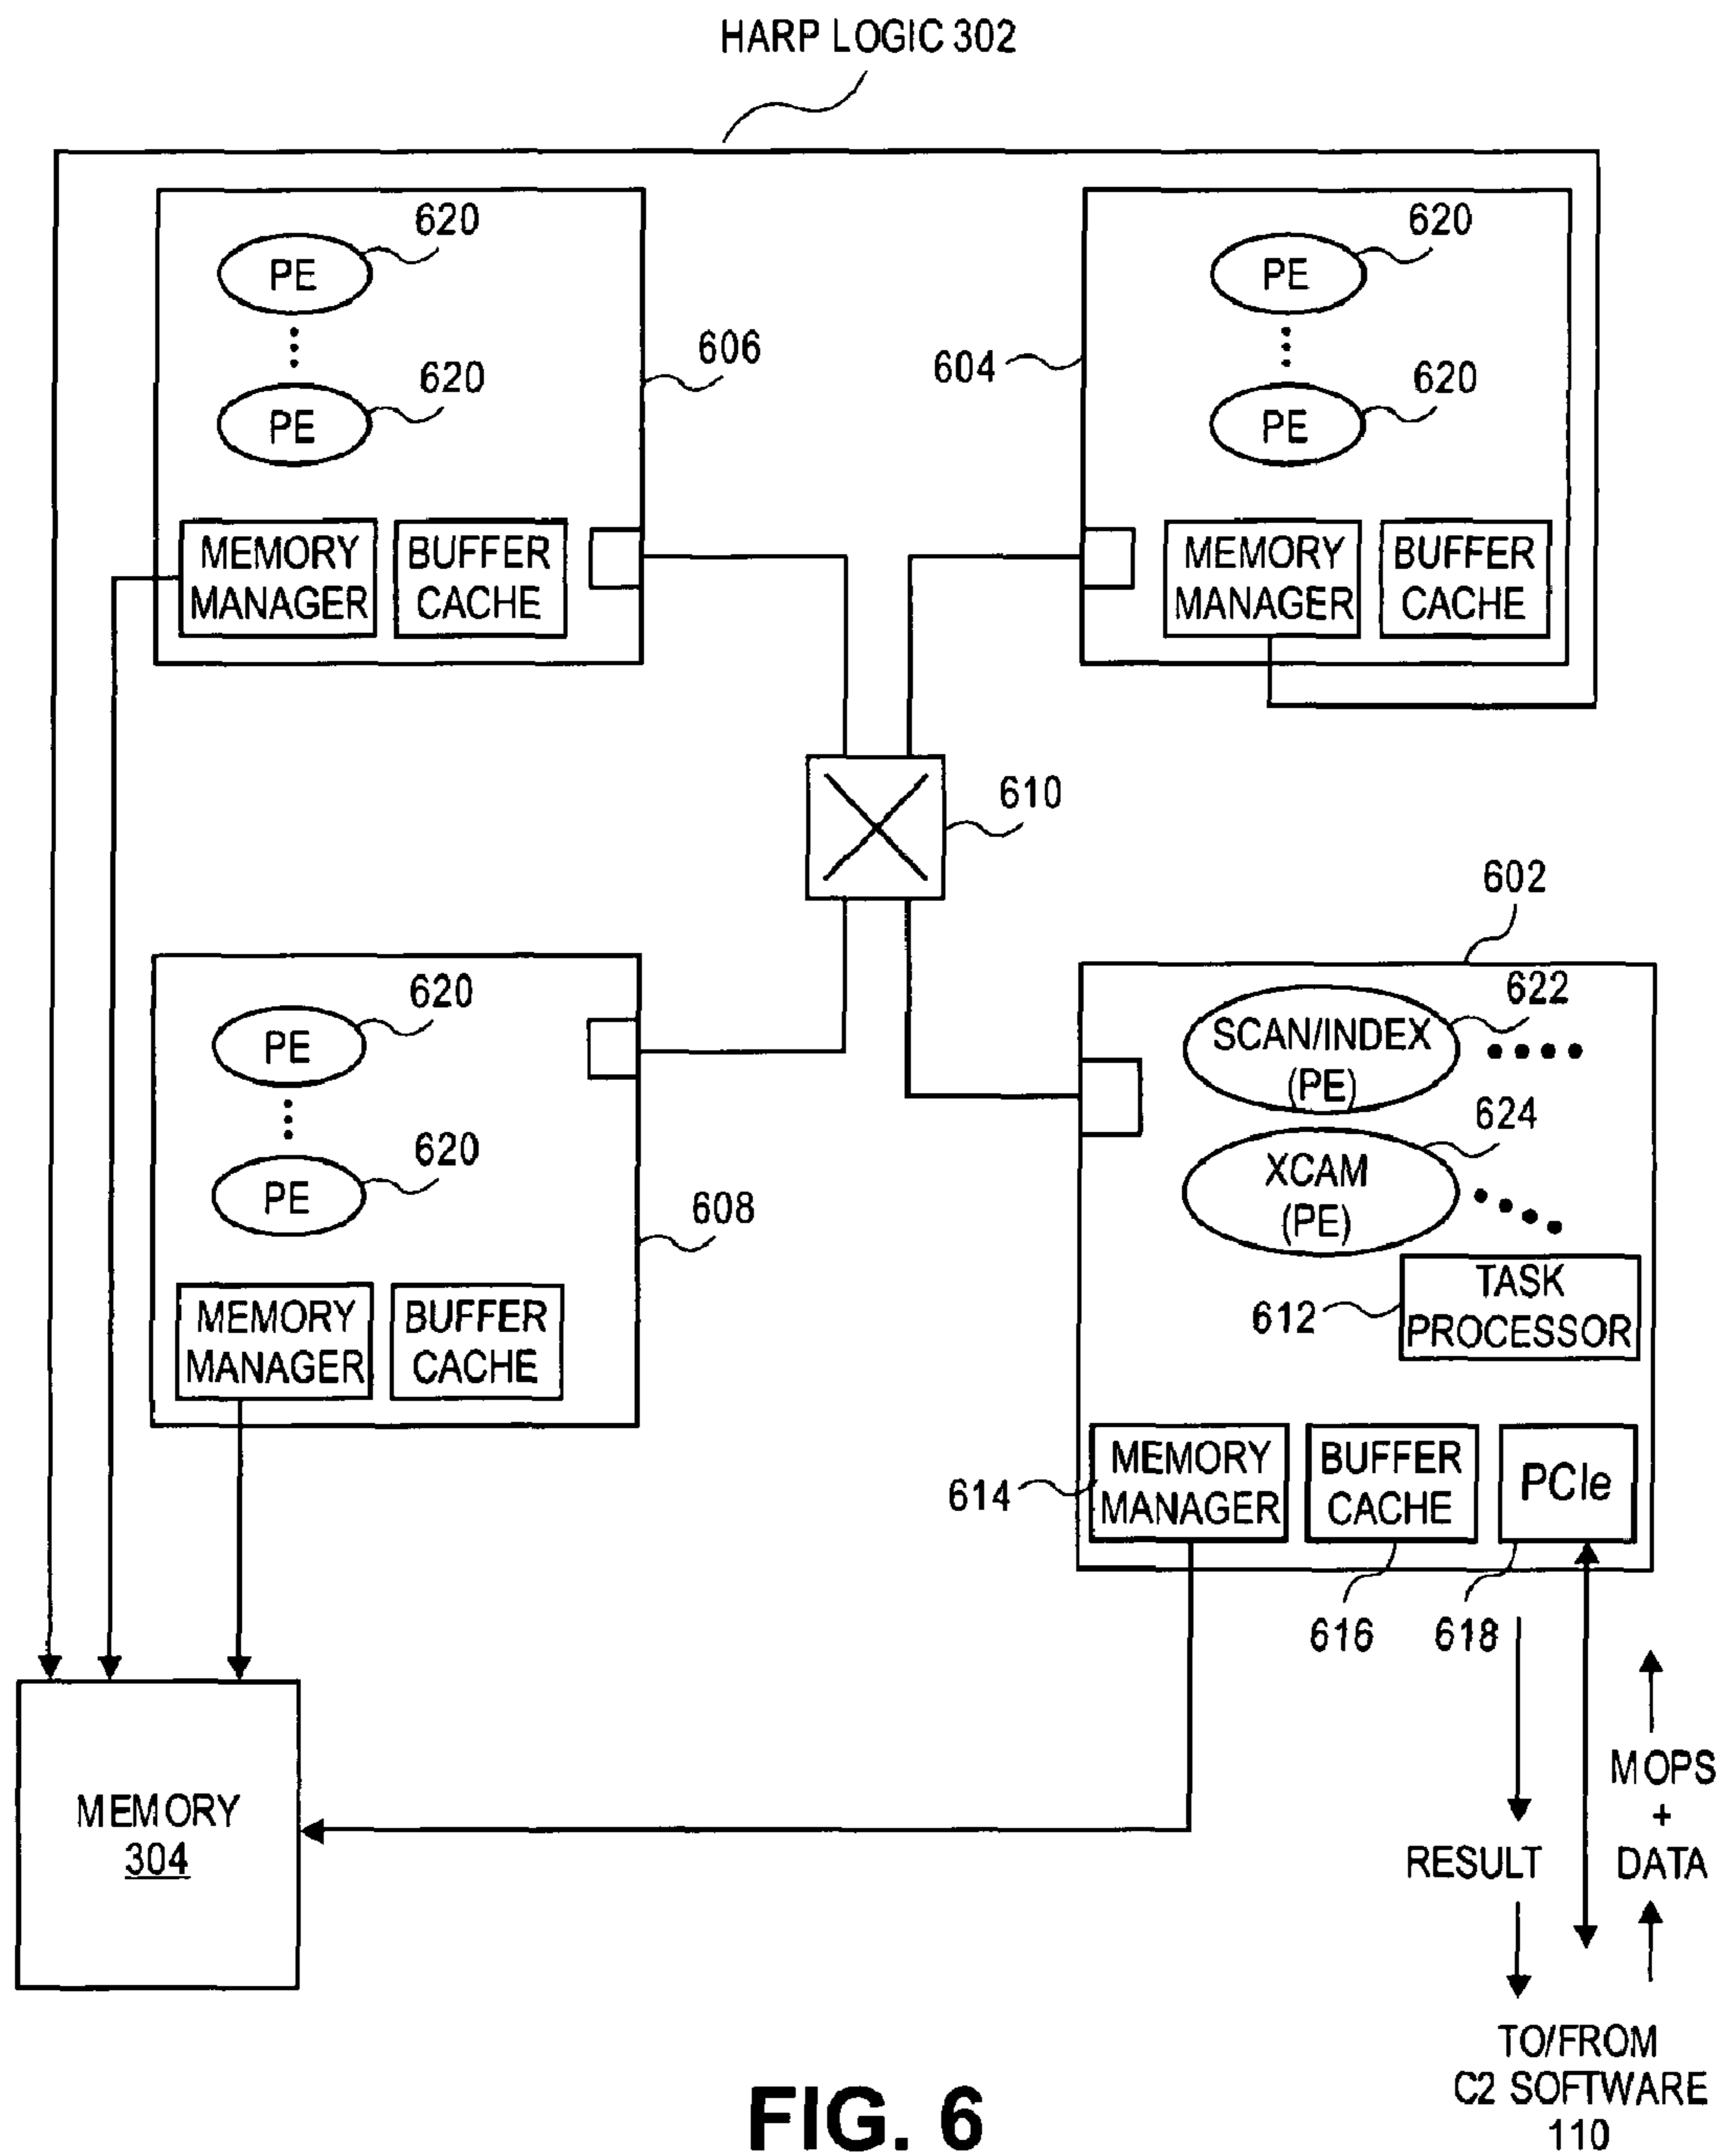 HARP LOGIC 302
620
PE
620
PE
606
MEMORY
MANAGER
BUFFER
CACHE
620
PE
604
620
PE
MEMORY
MANAGER
BUFFER
CACHE
610
602
620
PE
620
PE
608
MEMORY
MANAGER
BUFFER
CACHE
622
SCAN/INDEX
(PE)
624
XCAM
(PE)
612
TASK
PROCESSOR
614
MEMORY
MANAGER
BUFFER
CACHE
PCIe
616
618
MEMORY
304
RESULT
MOPS
+
DATA
TO/FROM
C2 SOFTWARE
110
FIG. 6